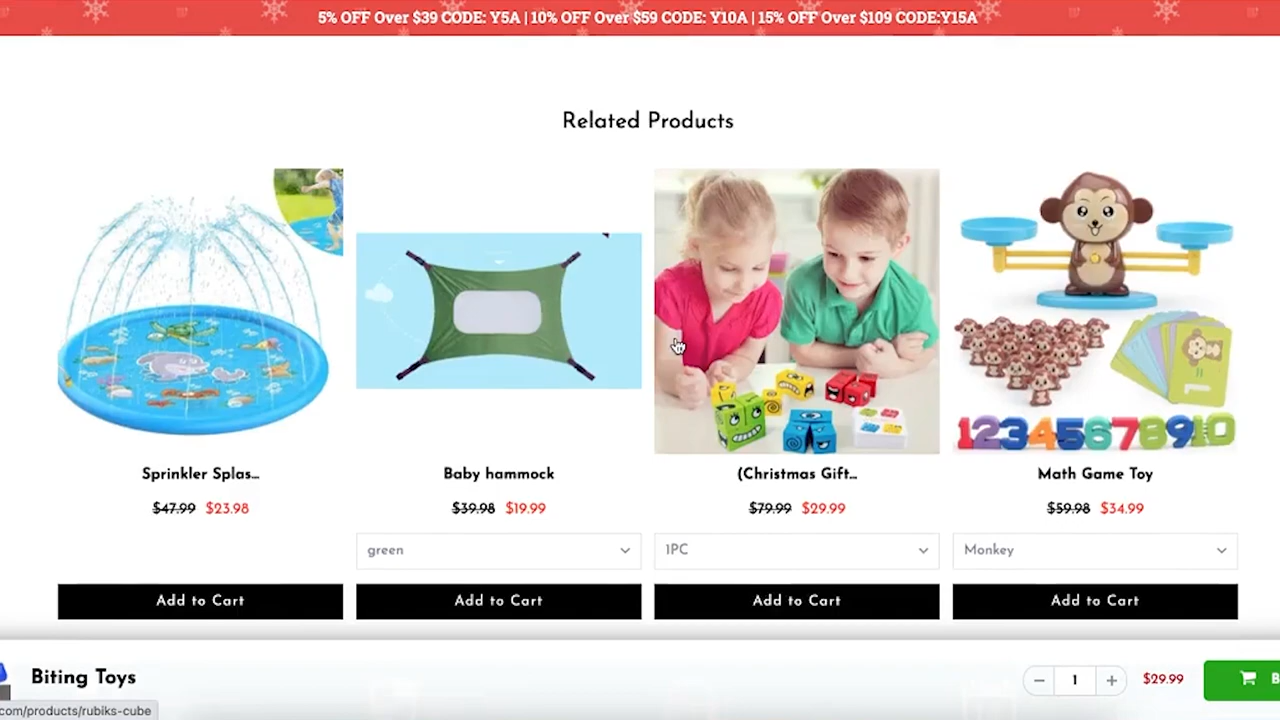 5% OFF Over $39 CODE: Y5A | 10% OFF Over $59 CODE: Y10A | 15% OFF Over $109 CODE:Y15A
Related Products
12345678910
1
Sprinkler Splas...
Baby hammock
(Christmas Gift...
Math Game Toy
$47.99 $23.98
$39.98 $19.99
$79.99 $29.99
$59.98 $34.99
green
1PC
Monkey
Add to Cart
Add to Cart
Add to Cart
Add to Cart
Biting Toys
1
$29.99
B
com/products/rubiks-cube